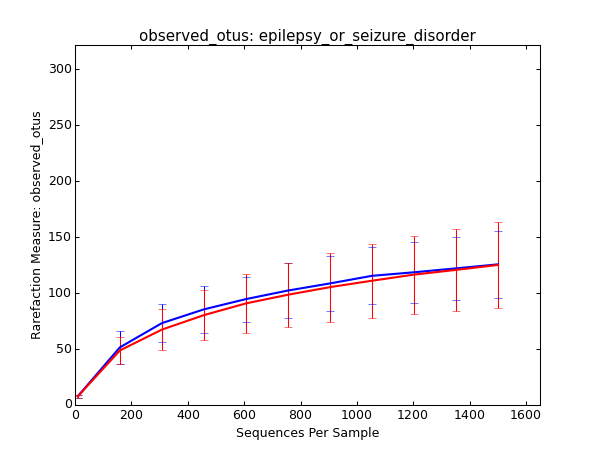 observed_otus: epilepsy_or_seizure_disorder
Rarefaction Measure: observed_otus
300
250
200
150
100
50
0
0 200 400 600 800 1000 1200 1400 1600
Sequences Per Sample